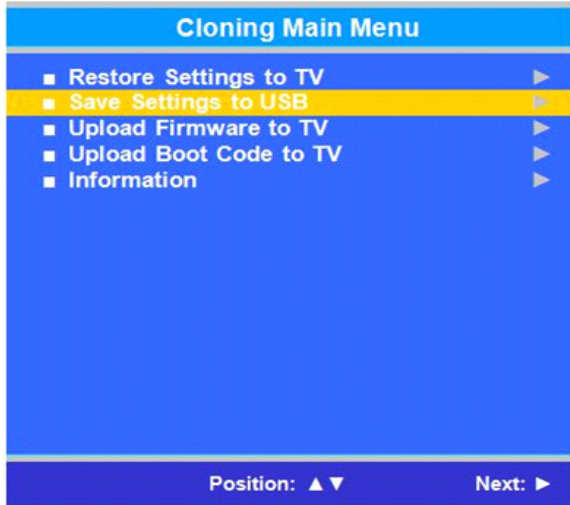 Cloning Main Menu
■ Restore Settings to TV ▶
■ Save Settings to USB ▶
■ Upload Firmware to TV ▶
■ Upload Boot Code to TV ▶
■ Information ▶
Position: ▲▼ Next: ▶